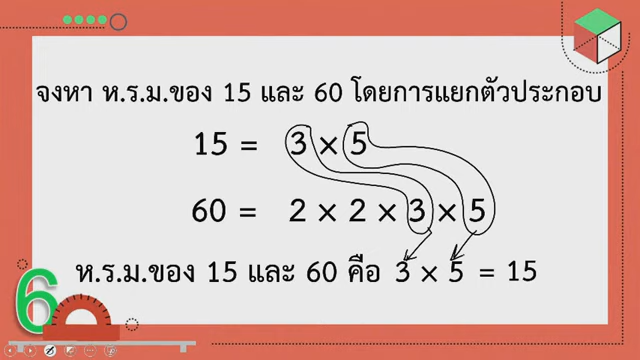 จงหา ห.ร.ม.ของ 15 และ 60 โดยการแยกตัวประกอบ
15 = 3 × 5
60 = 2 × 2 × 3 × 5
ห.ร.ม.ของ 15 และ 60 คือ 3 × 5 = 15
6